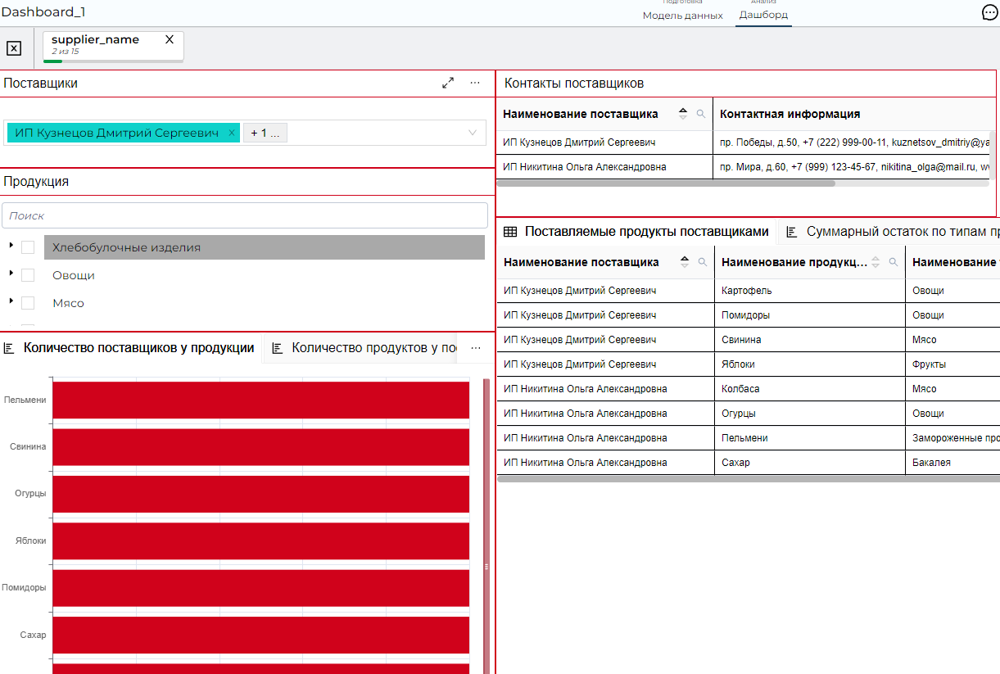 Dashboard_1
Подготовка
Модель данных
Анализ
Дашборд
supplier_name X
2 из 15
Поставщики
...
ИП Кузнецов Дмитрий Сергеевич ×
+ 1 ...
Продукция
Поиск
Хлебобулочные изделия
Овощи
Мясо
Количество поставщиков у продукции
Количество продуктов у по
...
Пельмени
Свинина
Огурцы
Яблоки
Помидоры
Сахар
Контакты поставщиков
Наименование поставщика Контактная информация
ИП Кузнецов Дмитрий Сергеевич пр. Победы, д.50, +7 (222) 999-00-11, kuznetsov_dmitriy@ya
ИП Никитина Ольга Александровна пр. Мира, д.60, +7 (999) 123-45-67, nikitina_olga@mail.ru,
Поставляемые продукты поставщиками
Суммарный остаток по типам пр
Наименование поставщика Наименование продукц... Наименование
ИП Кузнецов Дмитрий Сергеевич Картофель Овощи
ИП Кузнецов Дмитрий Сергеевич Помидоры Овощи
ИП Кузнецов Дмитрий Сергеевич Свинина Мясо
ИП Кузнецов Дмитрий Сергеевич Яблоки Фрукты
ИП Никитина Ольга Александровна Колбаса Мясо
ИП Никитина Ольга Александровна Огурцы Овощи
ИП Никитина Ольга Александровна Пельмени Замороженные про
ИП Никитина Ольга Александровна Сахар Бакалея